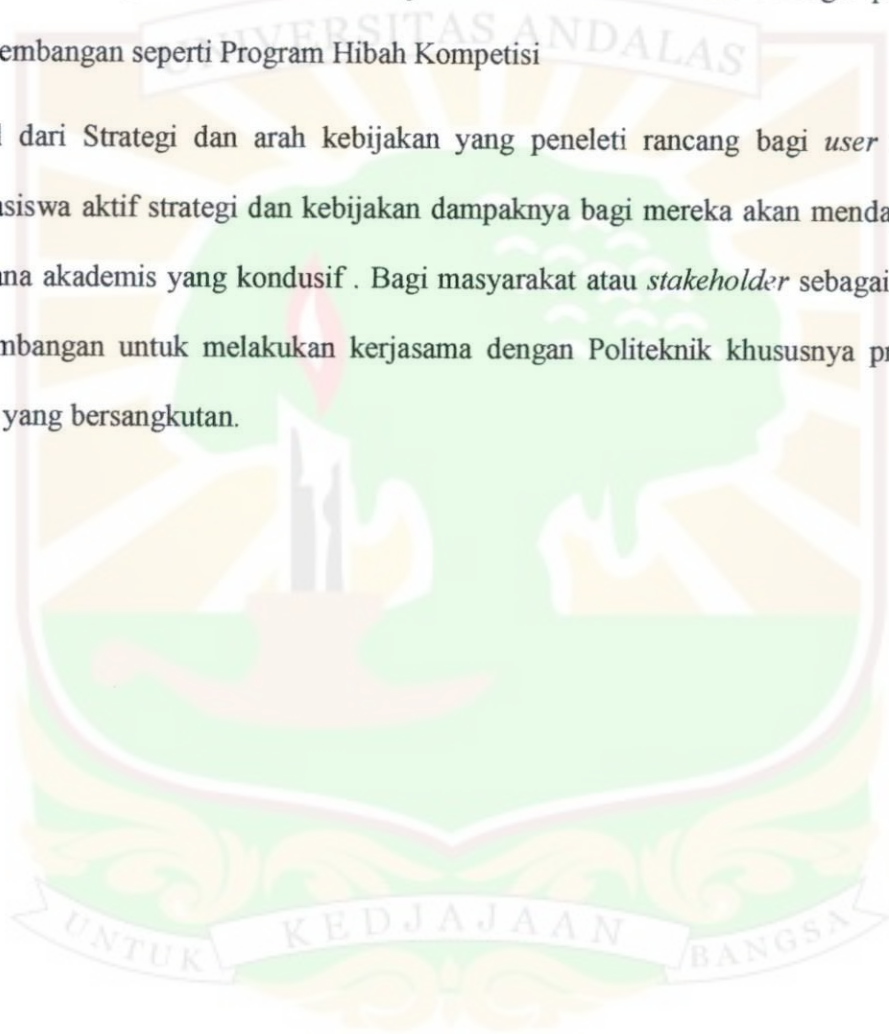 UNIVERSITAS ANDALAS
embangan seperti Program Hibah Kompetisi
dari Strategi dan arah kebijakan yang peneleti rancang bagi user
siswa aktif strategi dan kebijakan dampaknya bagi mereka akan menda
na akademis yang kondusif . Bagi masyarakat atau stakeholder sebagai
mbangan untuk melakukan kerjasama dengan Politeknik khususnya pr
yang bersangkutan.
UNTUK KEDJAJAAN BANGSA